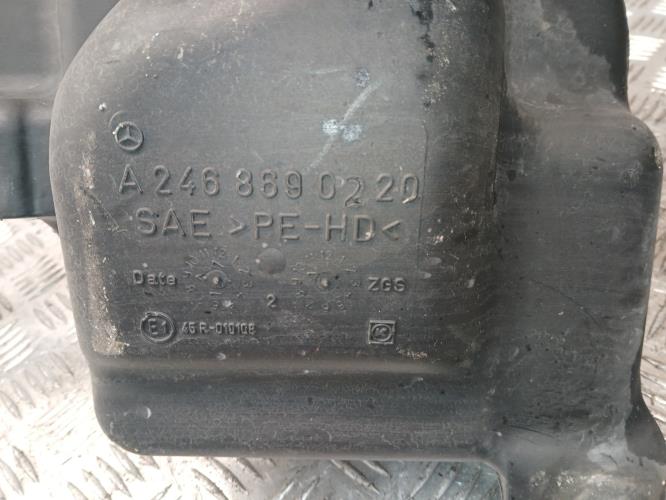 A 246 869 02 20
SAE >PE-HD<
Date
ZGS
2
E1 45 R-010108